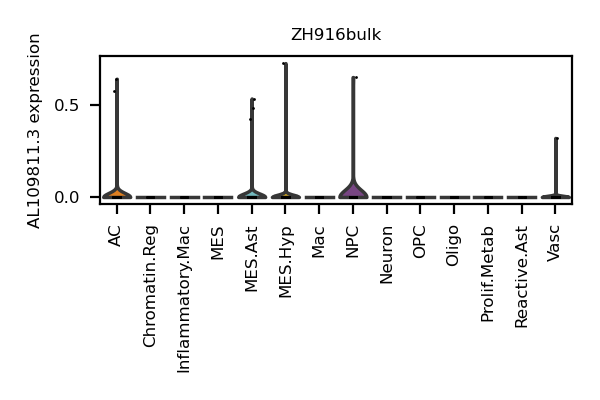 ZH916bulk
AL109811.3 expression
0.5
0.0
AC
Chromatin.Reg
Inflammatory.Mac
MES
MES.Ast
MES.Hyp
Mac
NPC
Neuron
OPC
Oligo
Prolif.Metab
Reactive.Ast
Vasc